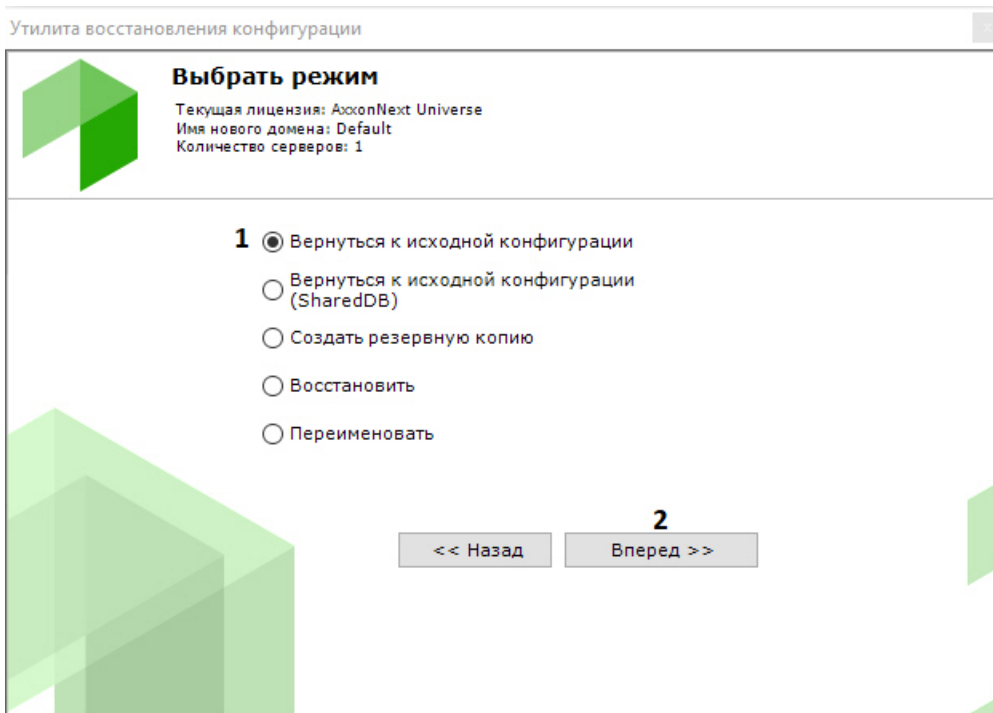 Утилита восстановления конфигурации
Выбрать режим
Текущая лицензия: AxxonNext Universe
Имя нового домена: Default
Количество серверов: 1
1 Вернуться к исходной конфигурации
Вернуться к исходной конфигурации
(SharedDB)
Создать резервную копию
Восстановить
Переименовать
2
<< Назад Вперед >>